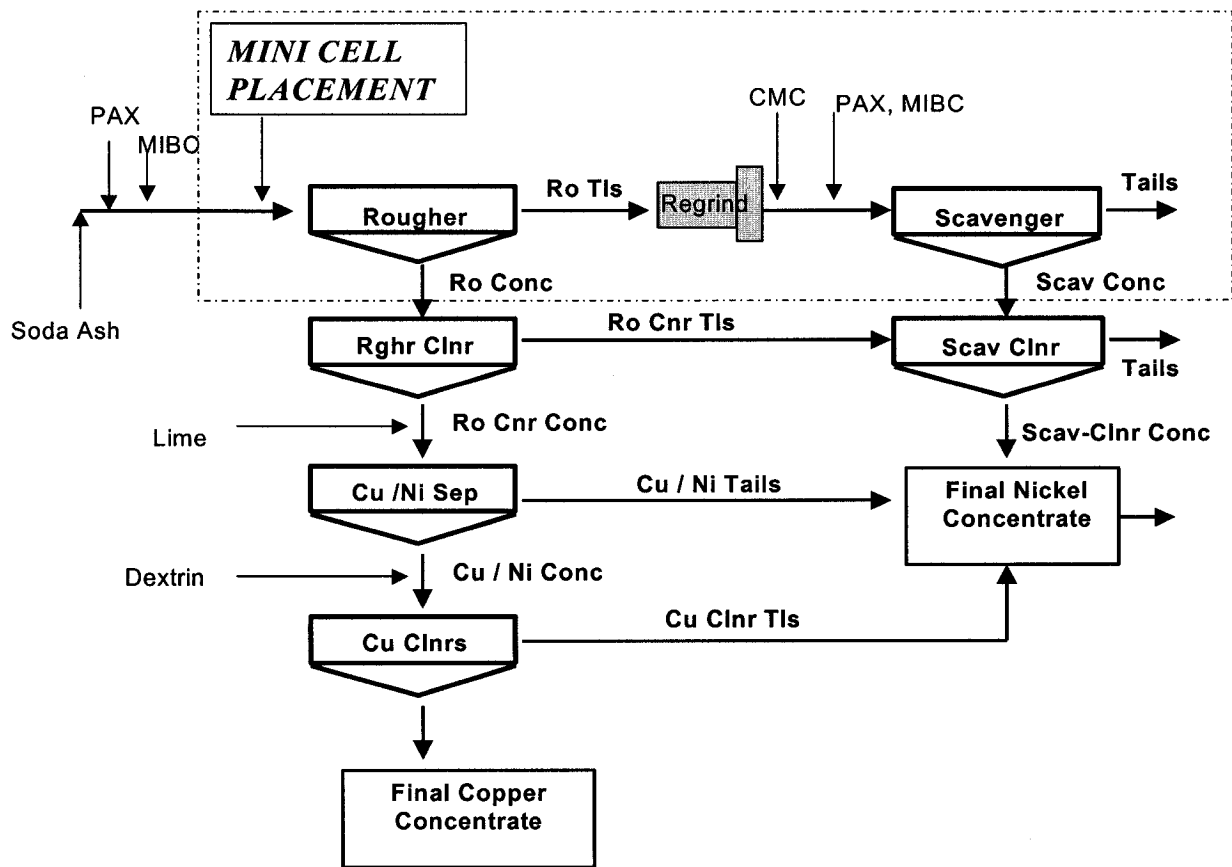 MINI CELL
PLACEMENT
PAX
MIBC
CMC
PAX, MIBC
Ro Tls
Tails
Rougher
Regrind
Scavenger
Ro Conc
Scav Conc
Soda Ash
Rghr Clnr
Ro Cnr Tls
Scav Clnr
Tails
Lime
Ro Cnr Conc
Scav-Clnr Conc
Cu /Ni Sep
Cu / Ni Tails
Final Nickel
Concentrate
Dextrin
Cu / Ni Conc
Cu Clnrs
Cu Clnr Tls
Final Copper
Concentrate